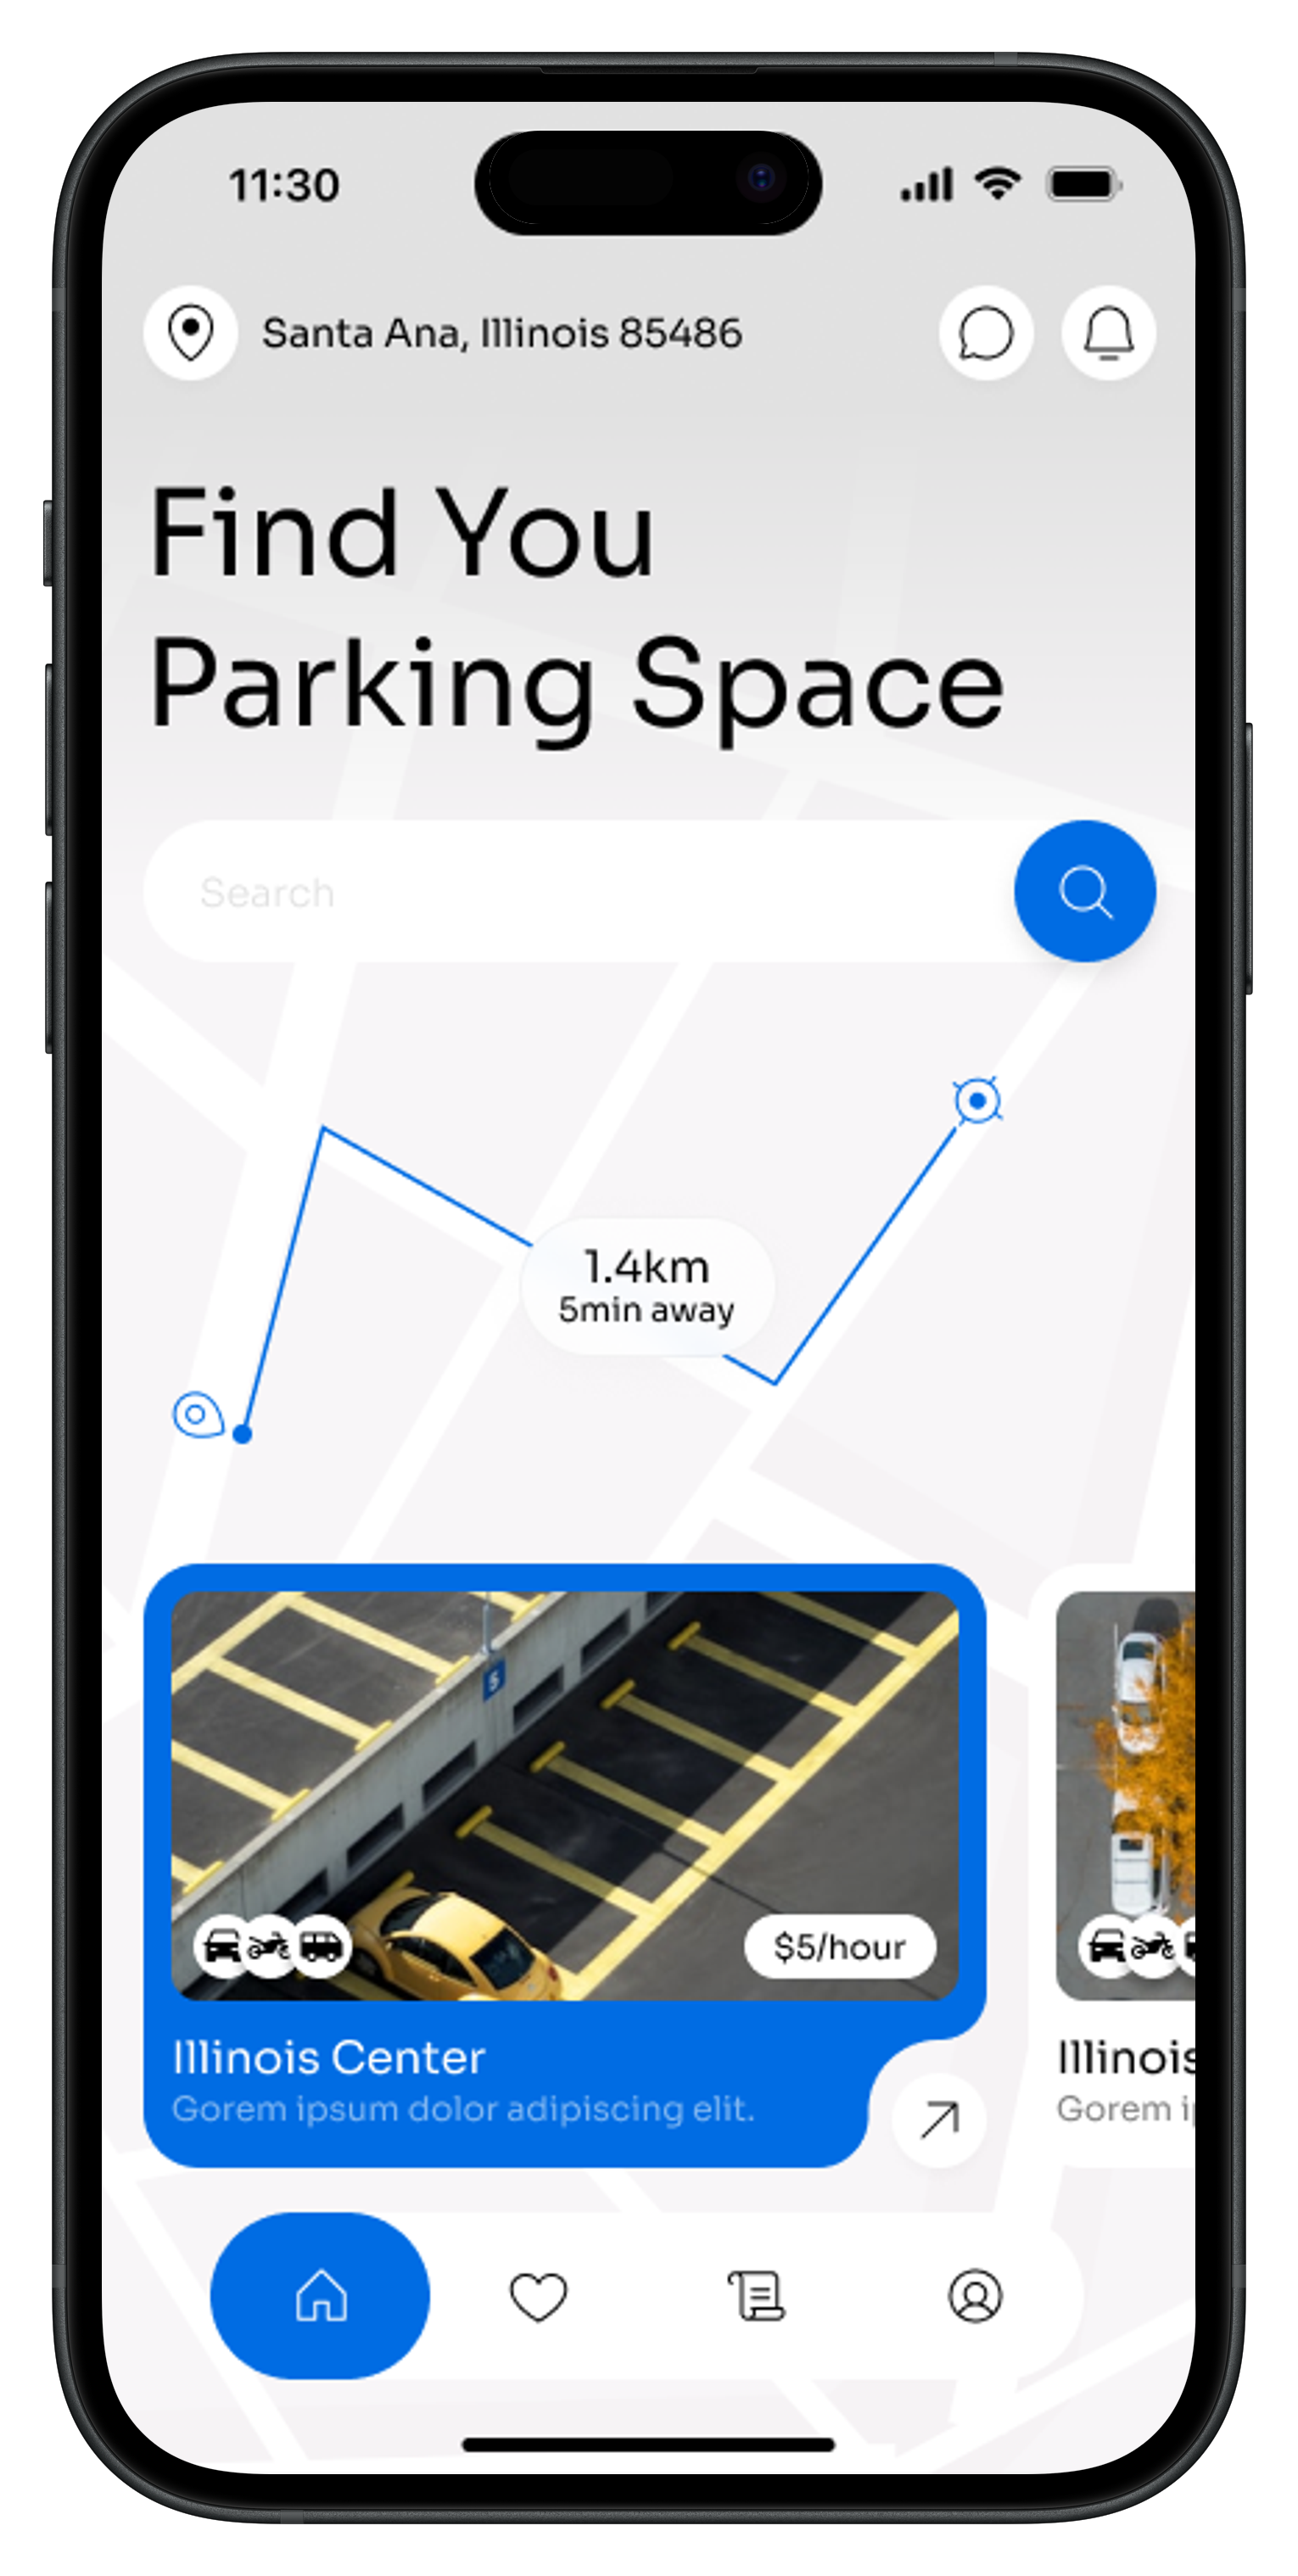 11:30
Santa Ana, Illinois 85486
Find You
Parking Space
Search
1.4km
5min away
5
$5/hour
Illinois Center
Gorem ipsum dolor adipiscing elit.
Illinois
Gorem